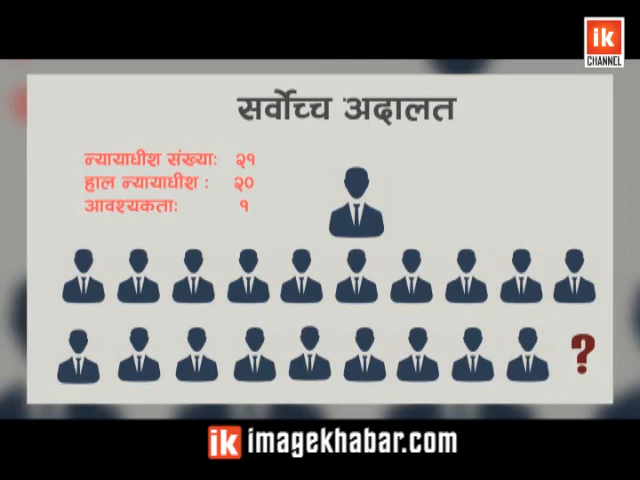 ik
CHANNEL
सर्वोच्च अदालत
न्यायाधीश संख्याः २१
हाल न्यायाधीश : २०
आवश्यकताः १
?
ik imagekhabar.com